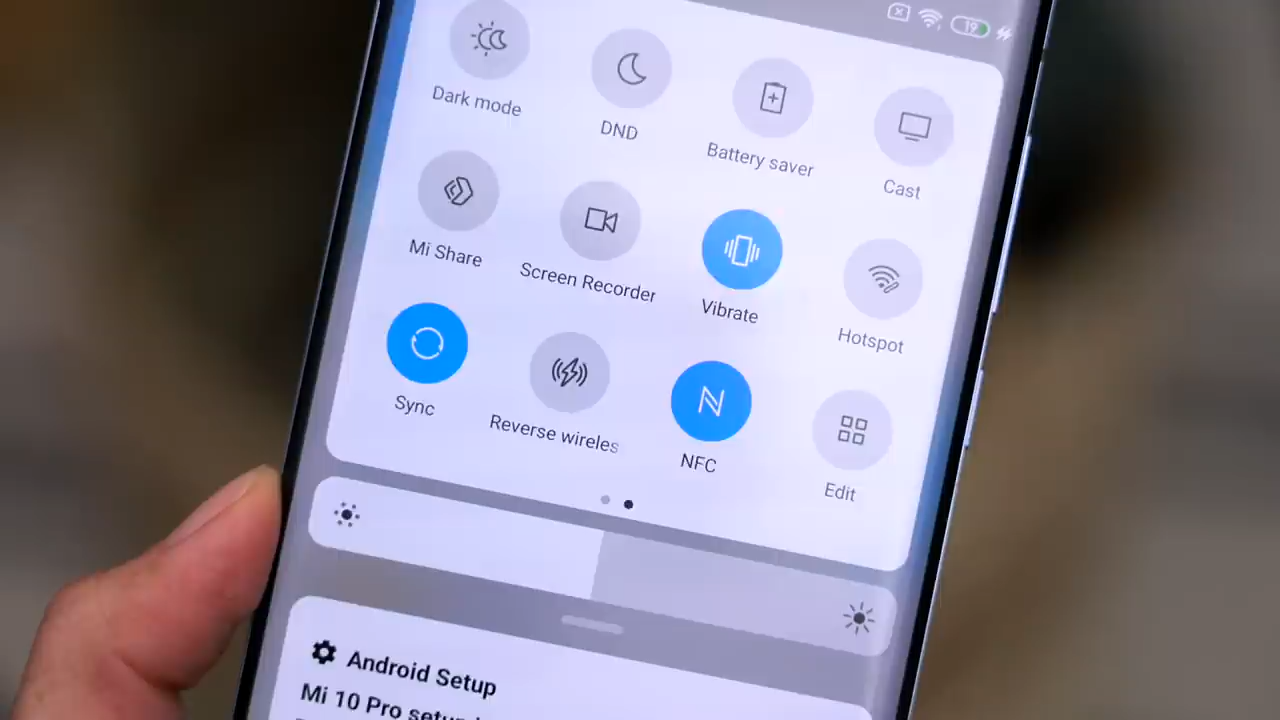 19
Dark mode
DND
Battery saver
Cast
Mi Share
Screen Recorder
Vibrate
Hotspot
Sync
Reverse wireles
NFC
Edit
Android Setup
Mi 10 Pro